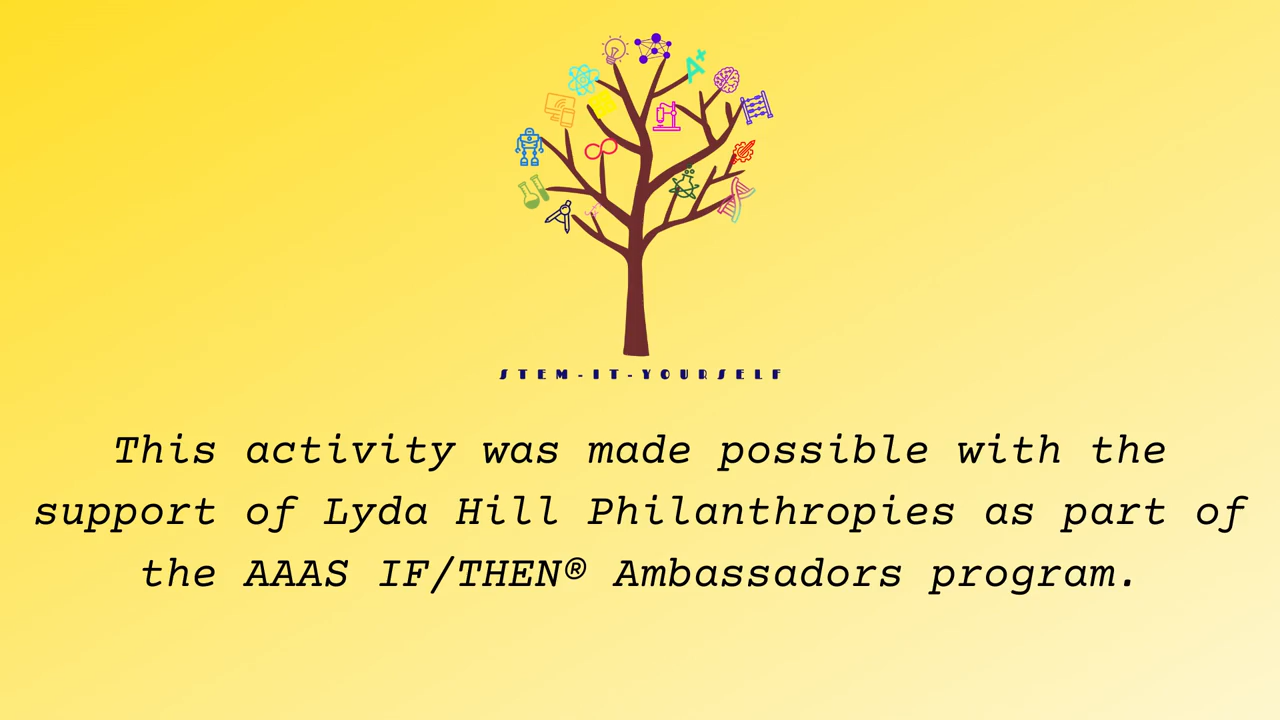 A+
STEM-IT-YOURSELF
This activity was made possible with the
support of Lyda Hill Philanthropies as part of
the AAAS IF/THEN® Ambassadors program.